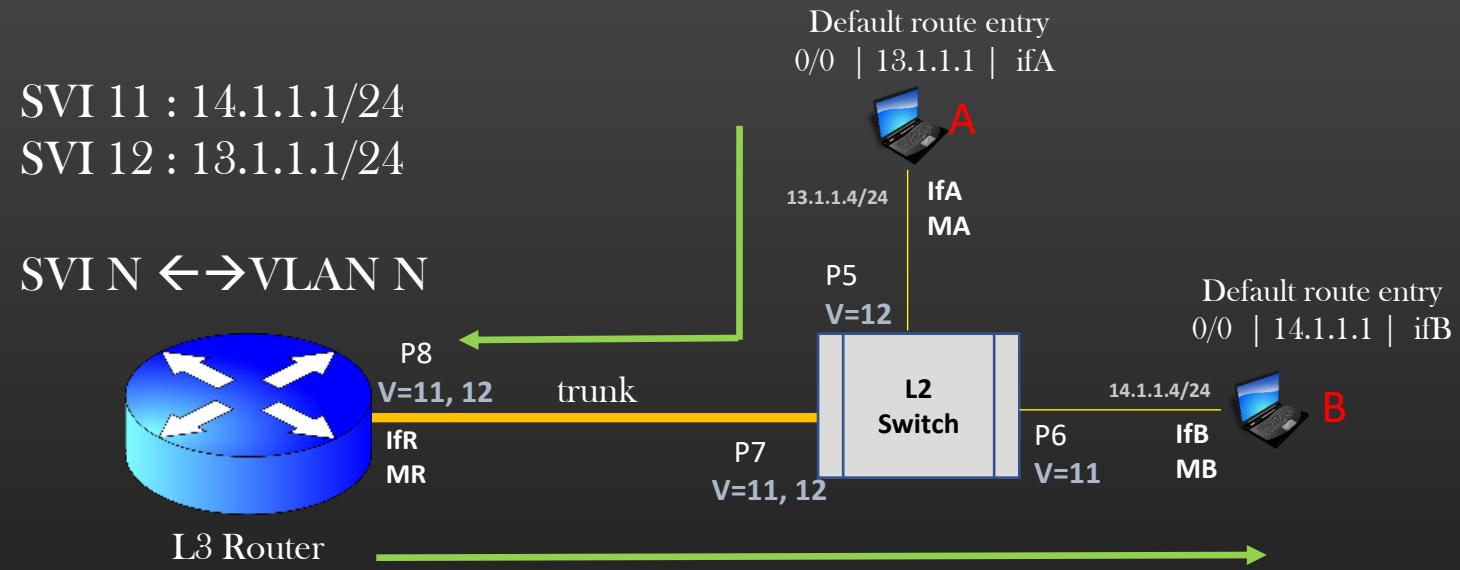 Default route entry
0/0 | 13.1.1.1 | ifA
SVI 11 : 14.1.1.1/24
SVI 12 : 13.1.1.1/24
A
13.1.1.4/24
IfA
MA
SVI N ←→VLAN N
P5
V=12
Default route entry
0/0 | 14.1.1.1 | ifB
P8
V=11, 12
trunk
L2
Switch
14.1.1.4/24
B
IfR
MR
P7
V=11, 12
P6
V=11
IfB
MB
L3 Router